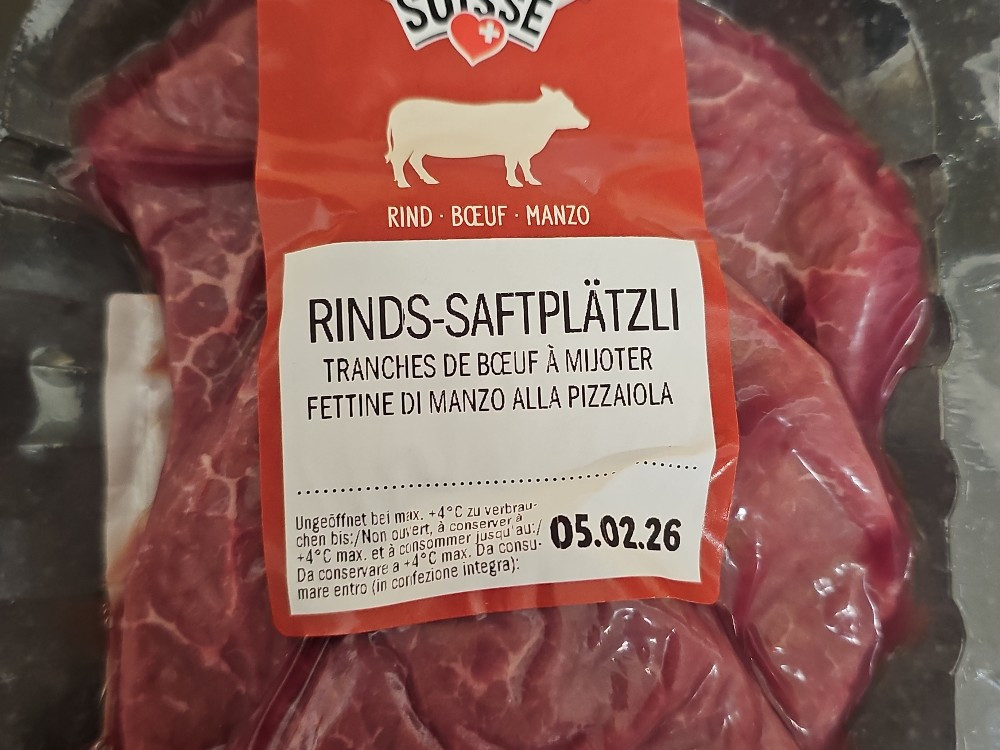 SUISSE
RIND · BŒUF · MANZO
RINDS-SAFTPLÄTZLI
TRANCHES DE BŒUF À MIJOTER
FETTINE DI MANZO ALLA PIZZAIOLA
Ungeöffnet bei max. +4°C zu verbrau-
chen bis:/Non ouvert, à conserver à
+4°C max. et à consommer jusqu'au:/
Da conservare a +4°C max. Da consu-
mare entro (in confezione integra):
05.02.26